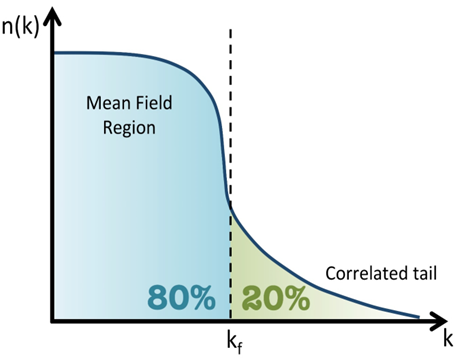 n(k)
Mean Field
Region
Correlated tail
80%
20%
k_f
k